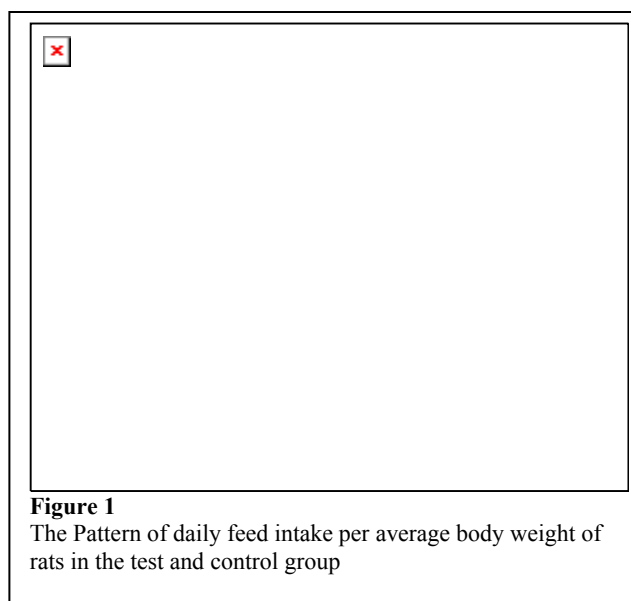 Figure 1
The Pattern of daily feed intake per average body weight of
rats in the test and control group